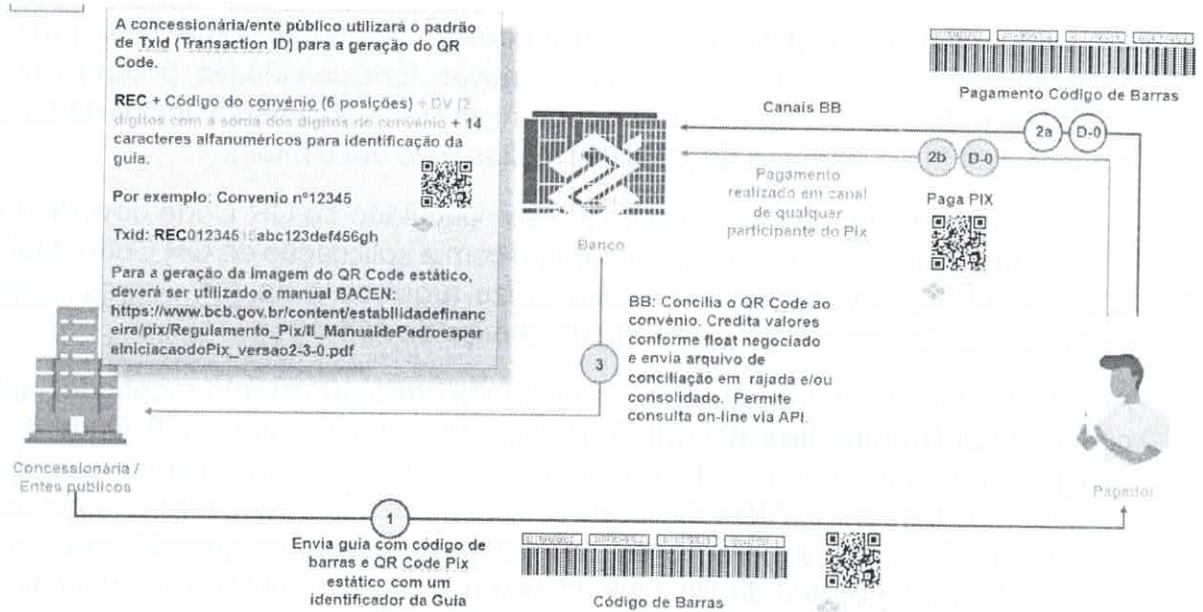 A concessionária/ente público utilizará o padrão
de Txid (Transaction ID) para a geração do QR
Code.
REC + Código do convênio (6 posições) + DV (2
dígitos com a soma dos dígitos do convênio + 14
caracteres alfanuméricos para identificação da
guia.
Por exemplo: Convenio nº12345
Txid: REC01234515abc123def456gh
Para a geração da imagem do QR Code estático,
deverá ser utilizado o manual BACEN:
https://www.bcb.gov.br/content/estabilidadefinanc
eira/pix/Regulamento_Pix/II_ManualdePadroespar
aIniciacaodoPix_versao2-3-0.pdf
Banco
Canais BB
Pagamento Código de Barras
2a
D-0
2b
D-0
Pagamento
realizado em canal
de qualquer
participante do Pix
Paga PIX
3
BB: Concilia o QR Code ao
convênio. Credita valores
conforme float negociado
e envia arquivo de
conciliação em rajada e/ou
consolidado. Permite
consulta on-line via API.
Concessionária /
Entes publicos
Pagador
1
Envia guia com código de
barras e QR Code Pix
estático com um
identificador da Guia
Código de Barras